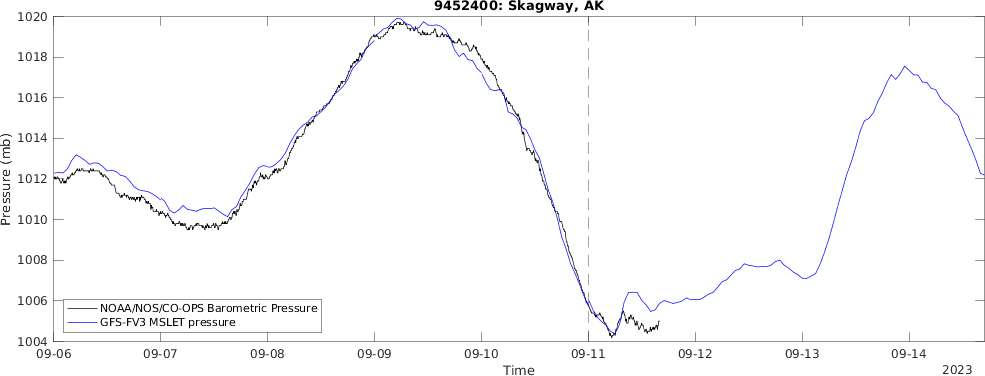 9452400: Skagway, AK
Pressure (mb)
1020
1018
1016
1014
1012
1010
1008
1006
1004
NOAA/NOS/CO-OPS Barometric Pressure
GFS-FV3 MSLET pressure
09-06 09-07 09-08 09-09 09-10 09-11 09-12 09-13 09-14
Time
2023